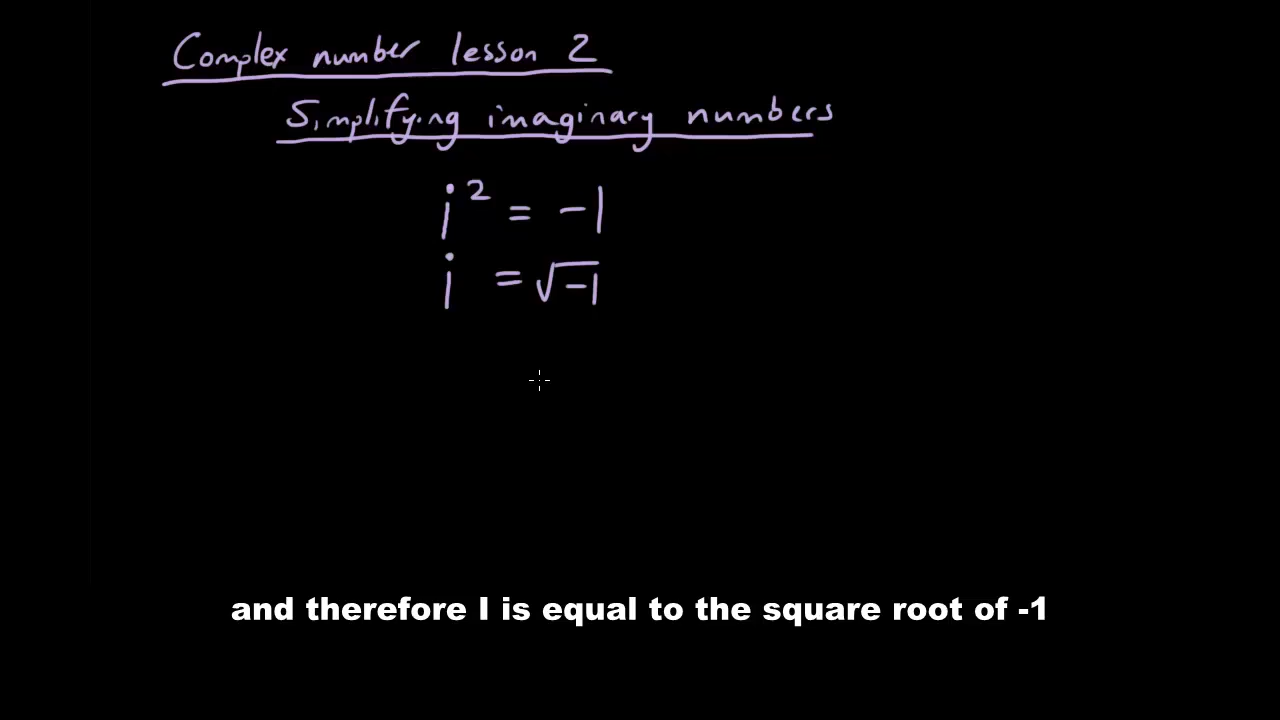 Complex number lesson 2
Simplifying imaginary numbers
i² = -1
i = √-1
and therefore I is equal to the square root of -1